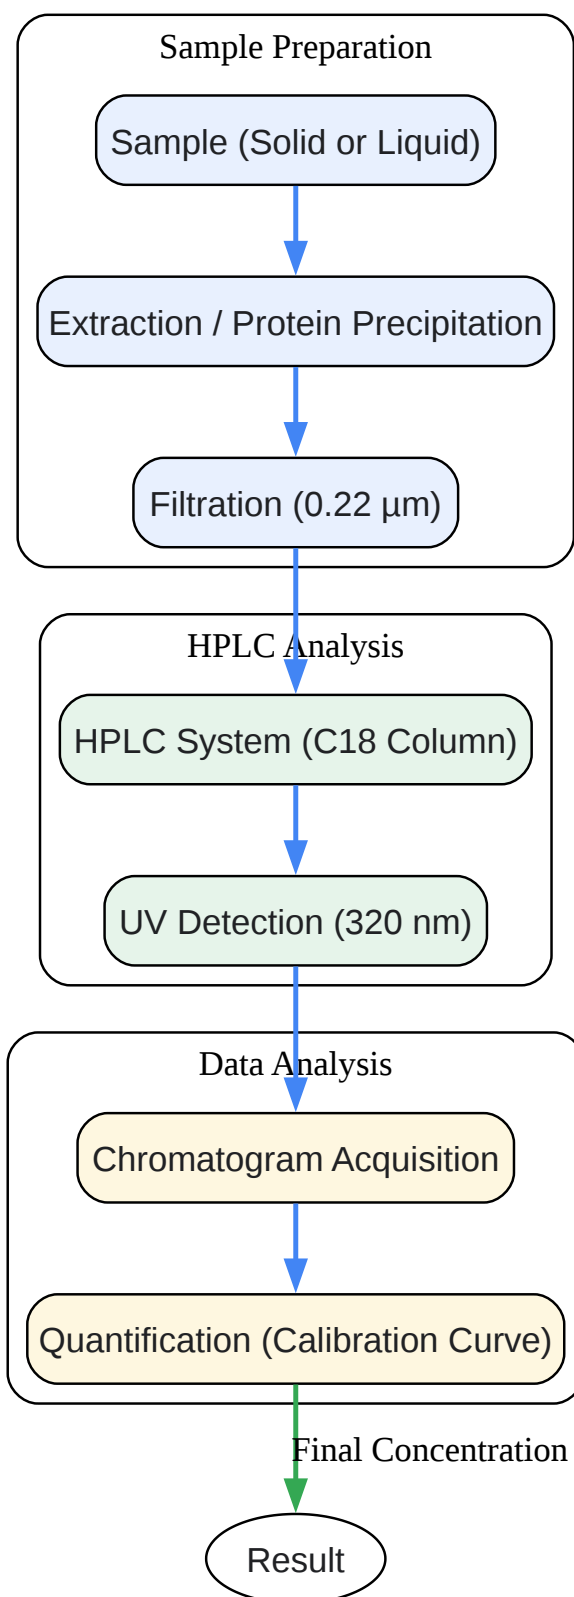 Sample Preparation
Sample (Solid or Liquid)
Extraction / Protein Precipitation
Filtration (0.22 µm)
HPLC Analysis
HPLC System (C18 Column)
UV Detection (320 nm)
Data Analysis
Chromatogram Acquisition
Quantification (Calibration Curve)
Final Concentration
Result